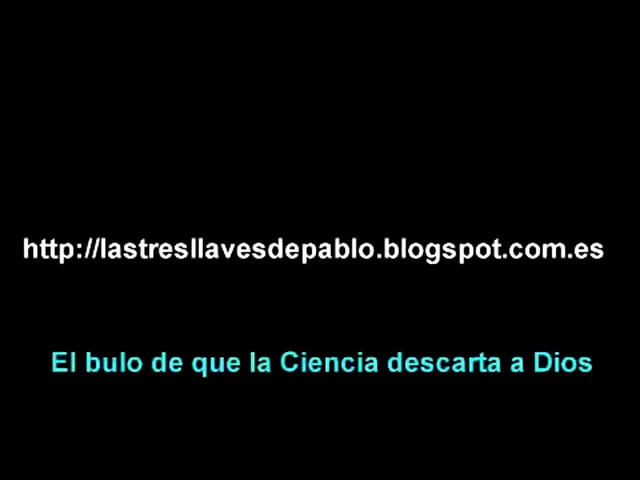 http://lastresllavesdepablo.blogspot.com.es
El bulo de que la Ciencia descarta a Dios